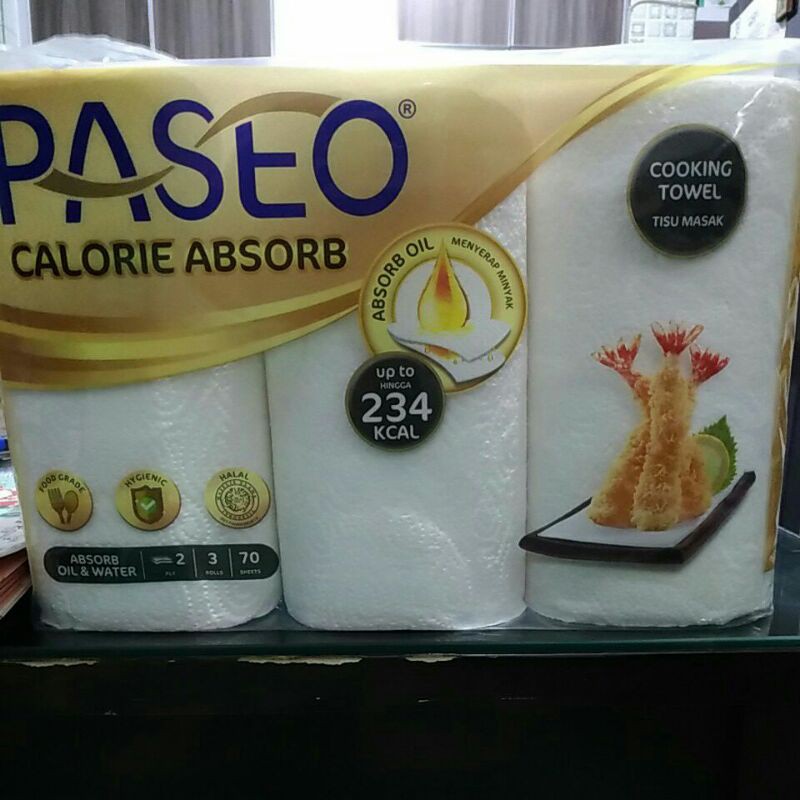 PASEO®
CALORIE ABSORB
COOKING
TOWEL
TISU MASAK
ABSORB OIL
MENYERAP MINYAK
up to
HINGGA
234
KCAL
FOOD GRADE
HYGIENIC
HALAL
ABSORB
OIL & WATER
2
PLY
3
ROLLS
70
SHEETS